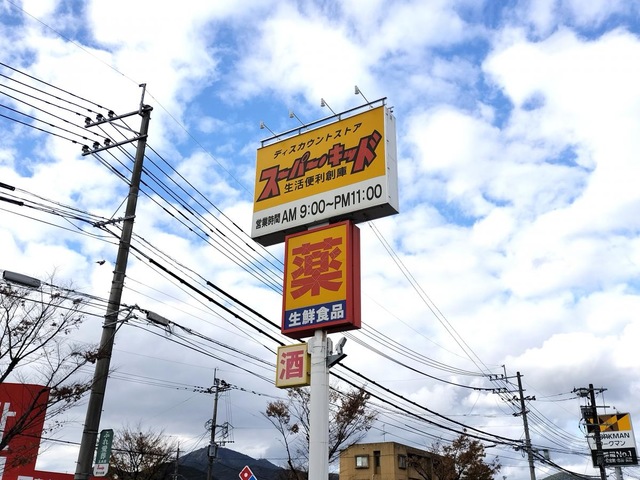 ディスカウントストア
スーパー・キッド
生活便利創庫
営業時間 AM 9:00〜PM11:00
薬
生鮮食品
酒
ORKMAN
ークマン